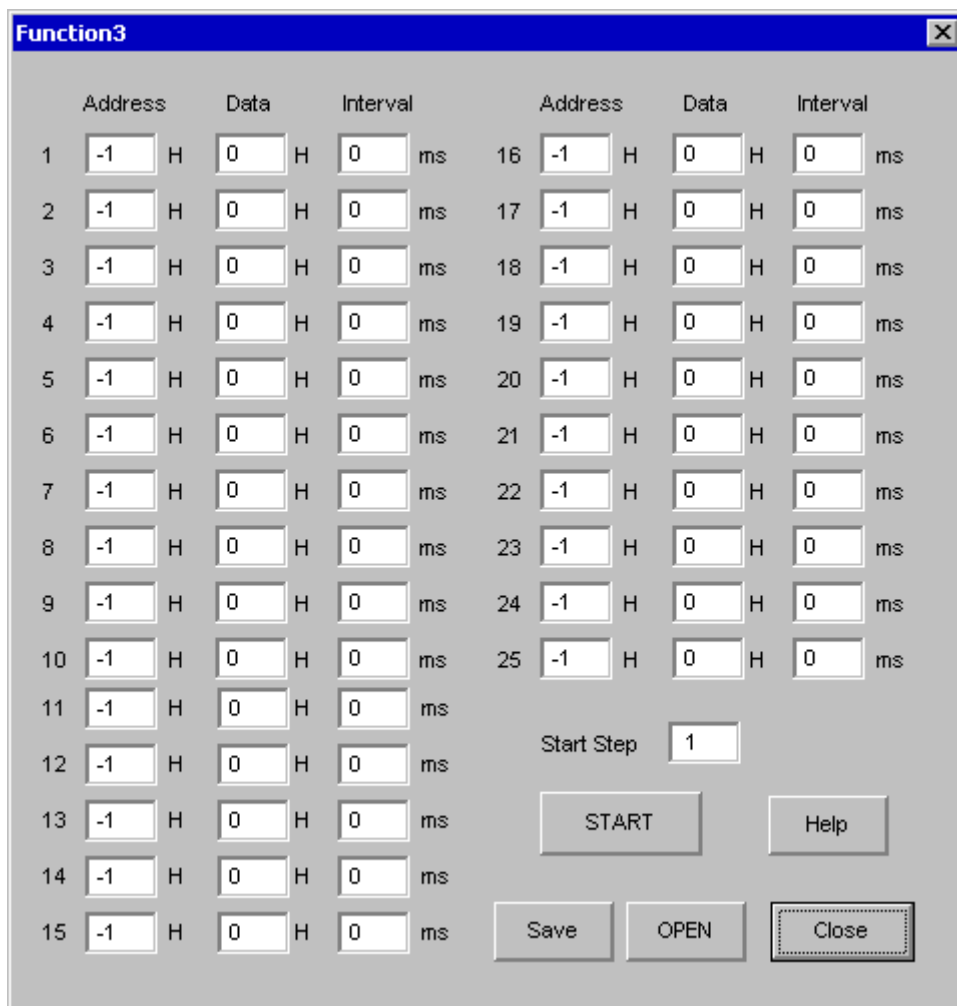 Function3
Address Data Interval Address Data Interval
1 -1 H 0 H 0 ms 16 -1 H 0 H 0 ms
2 -1 H 0 H 0 ms 17 -1 H 0 H 0 ms
3 -1 H 0 H 0 ms 18 -1 H 0 H 0 ms
4 -1 H 0 H 0 ms 19 -1 H 0 H 0 ms
5 -1 H 0 H 0 ms 20 -1 H 0 H 0 ms
6 -1 H 0 H 0 ms 21 -1 H 0 H 0 ms
7 -1 H 0 H 0 ms 22 -1 H 0 H 0 ms
8 -1 H 0 H 0 ms 23 -1 H 0 H 0 ms
9 -1 H 0 H 0 ms 24 -1 H 0 H 0 ms
10 -1 H 0 H 0 ms 25 -1 H 0 H 0 ms
11 -1 H 0 H 0 ms
Start Step 1
12 -1 H 0 H 0 ms
13 -1 H 0 H 0 ms
START Help
14 -1 H 0 H 0 ms
15 -1 H 0 H 0 ms
Save OPEN Close